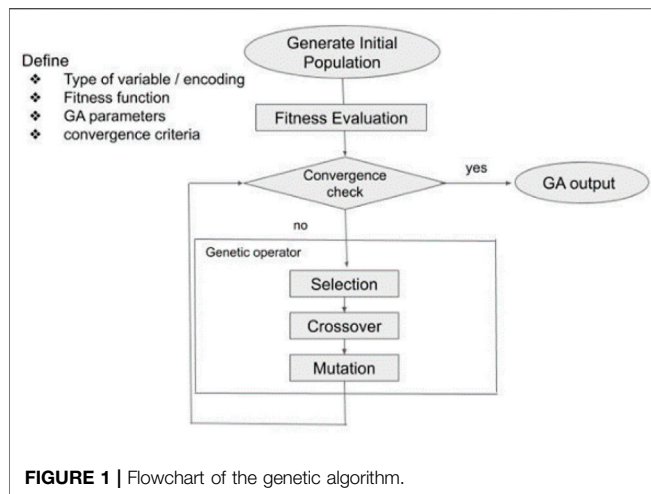 Generate Initial
Population
Define
❖ Type of variable / encoding
❖ Fitness function
❖ GA parameters
❖ convergence criteria
Fitness Evaluation
Convergence
check
yes
GA output
no
Genetic operator
Selection
Crossover
Mutation
FIGURE 1 | Flowchart of the genetic algorithm.